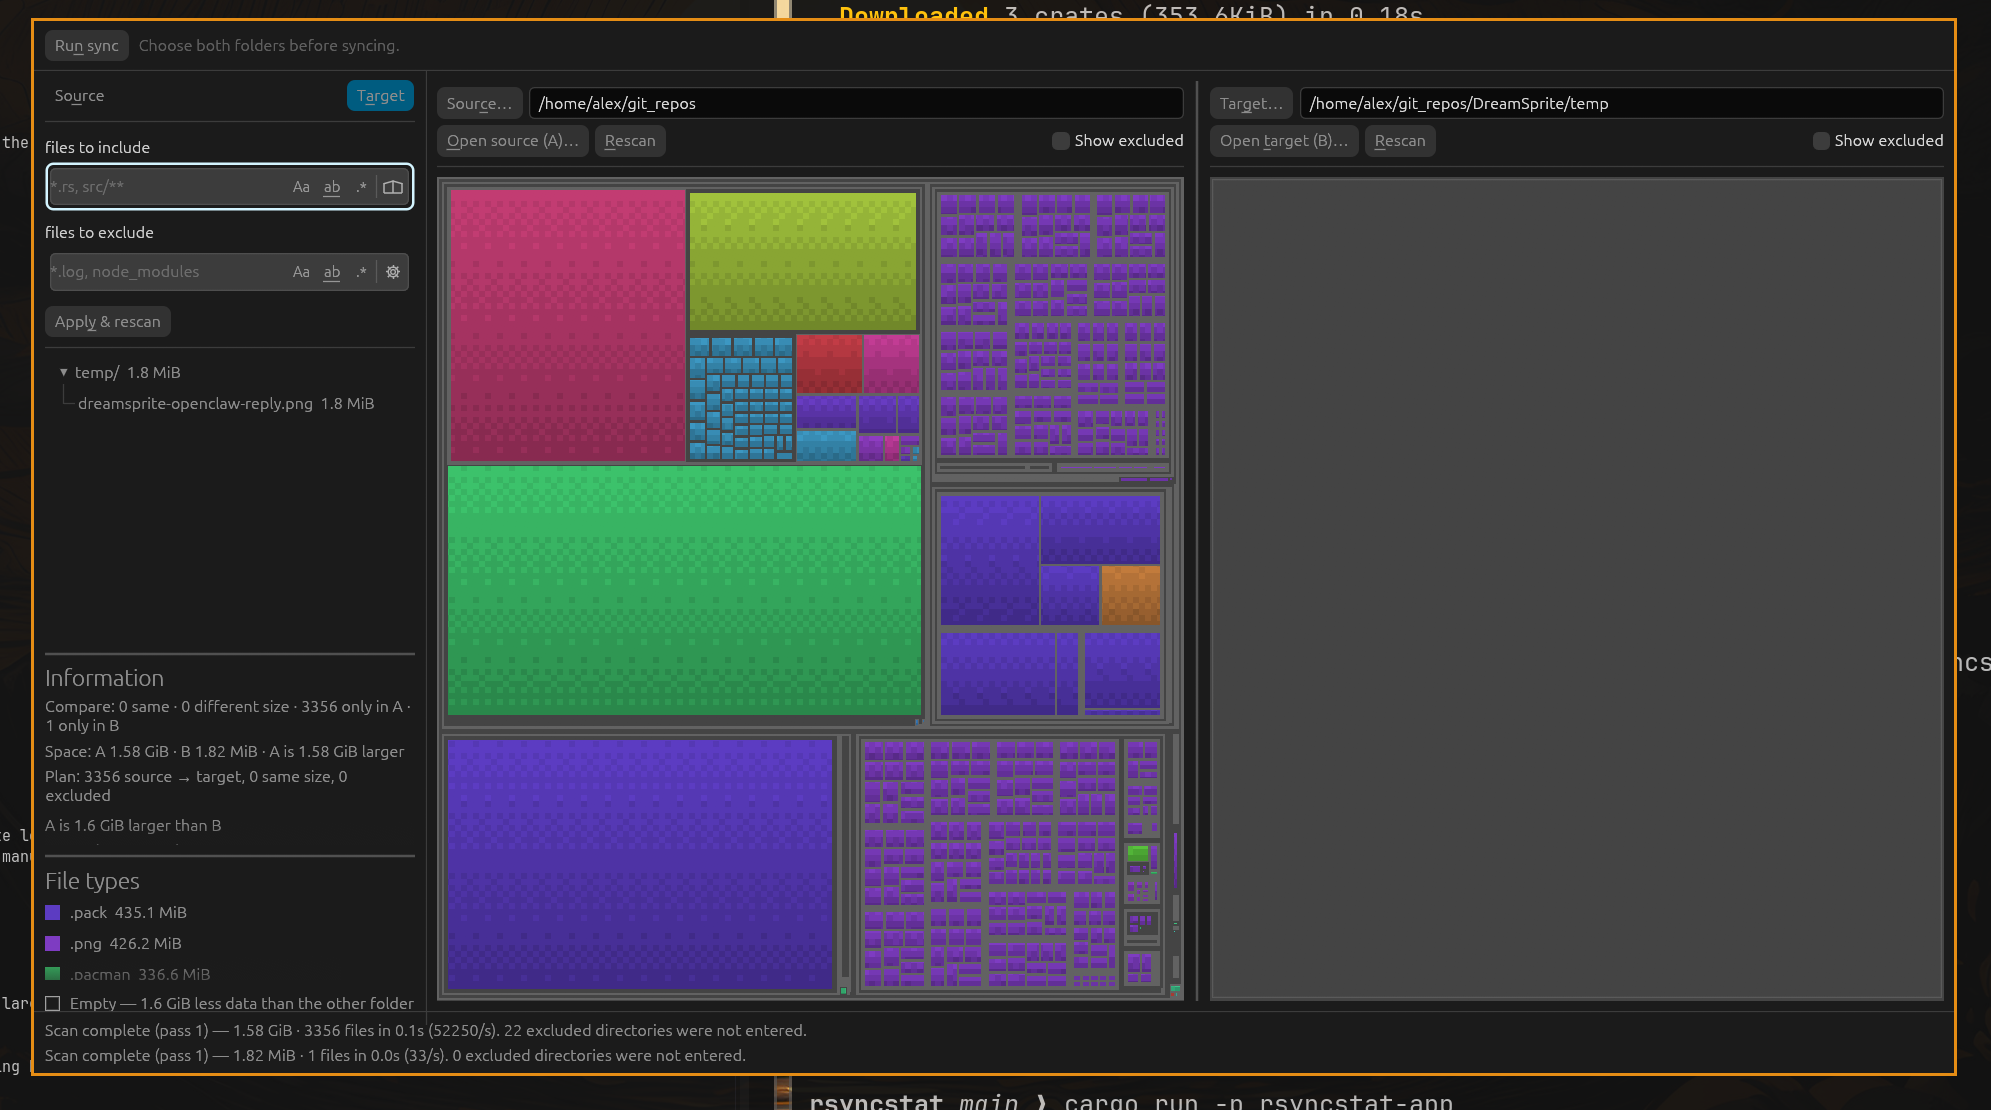 Downloaded 3 crates (353.6KiB) in 0.18s
Run sync Choose both folders before syncing.
Source Target
files to include
*.rs, src/** Aa ab .*
files to exclude
*.log, node_modules Aa ab .*
Apply & rescan
temp/ 1.8 MiB
dreamsprite-openclaw-reply.png 1.8 MiB
Information
Compare: 0 same · 0 different size · 3356 only in A ·
1 only in B
Space: A 1.58 GiB · B 1.82 MiB · A is 1.58 GiB larger
Plan: 3356 source → target, 0 same size, 0
excluded
A is 1.6 GiB larger than B
File types
.pack 435.1 MiB
.png 426.2 MiB
.pacman 336.6 MiB
Empty — 1.6 GiB less data than the other folder
Source... /home/alex/git_repos
Open source (A)... Rescan Show excluded
Target... /home/alex/git_repos/DreamSprite/temp
Open target (B)... Rescan Show excluded
Scan complete (pass 1) — 1.58 GiB · 3356 files in 0.1s (52250/s). 22 excluded directories were not entered.
Scan complete (pass 1) — 1.82 MiB · 1 files in 0.0s (33/s). 0 excluded directories were not entered.
the
rsyncstat main ❯ cargo run -p rsyncstat-app